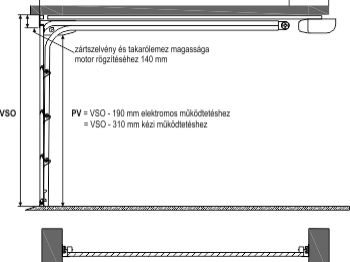 zártszelvény és takarólemez magassága
motor rögzítéséhez 140 mm
VSO
PV = VSO - 190 mm elektromos működtetéshez
= VSO - 310 mm kézi működtetéshez